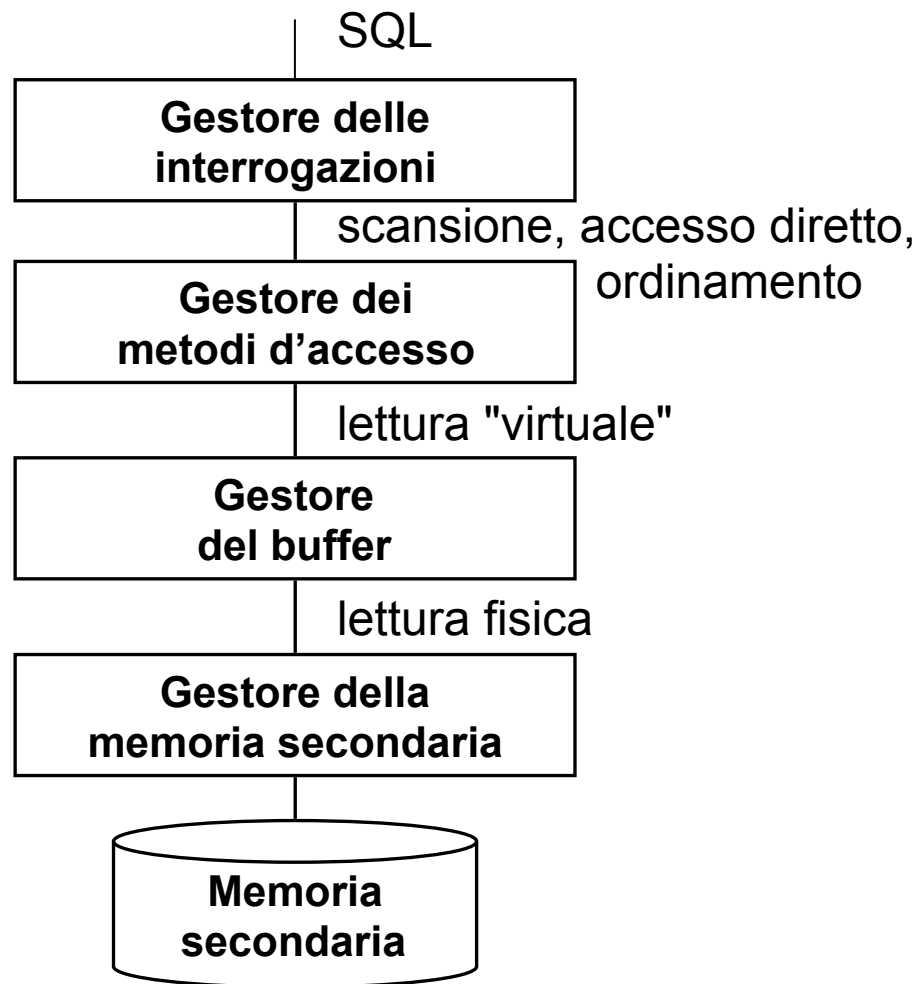 SQL
Gestore delle
interrogazioni
scansione, accesso diretto,
ordinamento
Gestore dei
metodi d’accesso
lettura "virtuale"
Gestore
del buffer
lettura fisica
Gestore della
memoria secondaria
Memoria
secondaria